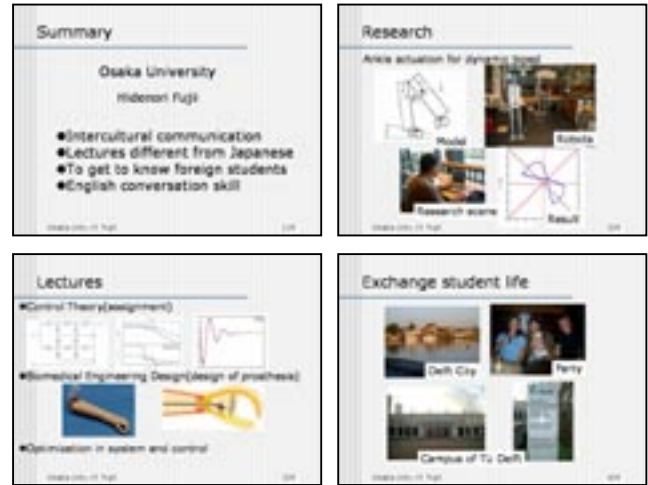 Summary
Osaka University
Hidenori Fujii
●Intercultural communication
●Lectures different from Japanese
●To get to know foreign students
●English conversation skill
Research
Ankle actuation for dynamic
Model
Robots
Research scene
Result
Lectures
●Control Theory(assignment)
●Biomedical Engineering Design(design of prosthesis)
●Optimisation in system and control
Exchange student life
Delft City
Party
Campus of TU Delft